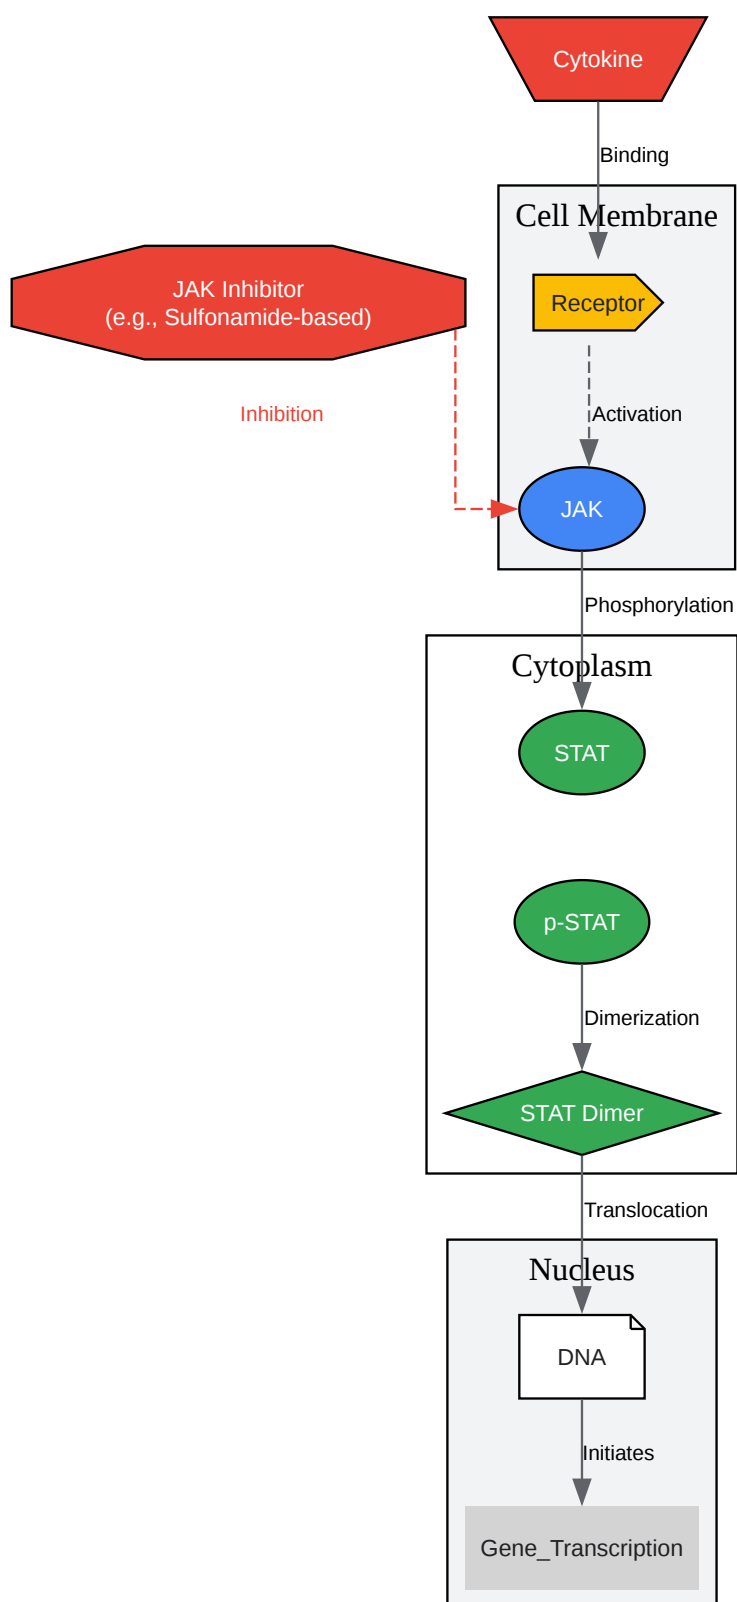 Cytokine
Binding
Cell Membrane
JAK Inhibitor
(e.g., Sulfonamide-based)
Receptor
Inhibition
Activation
JAK
Phosphorylation
Cytoplasm
STAT
p-STAT
Dimerization
STAT Dimer
Translocation
Nucleus
DNA
Initiates
Gene_Transcription